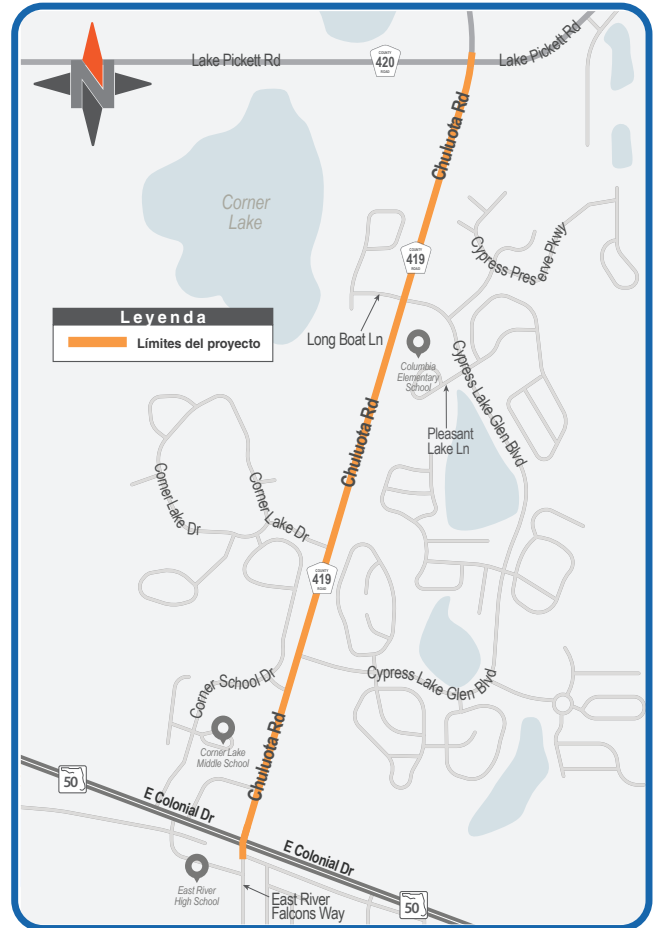 N
Lake Pickett Rd
COUNTY
420
ROAD
Lake Pickett Rd
Chuluota Rd
Corner
Lake
COUNTY
419
ROAD
Cypress Preserve Pkwy
Leyenda
Límites del proyecto
Long Boat Ln
Columbia
Elementary
School
Cypress Lake Glen Blvd
Pleasant
Lake Ln
Chuluota Rd
Corner Lake Dr
Corner Lake Dr
COUNTY
419
ROAD
Corner School Dr
Cypress Lake Glen Blvd
Chuluota Rd
Corner Lake
Middle School
50
E Colonial Dr
E Colonial Dr
East River
High School
East River
Falcons Way
50